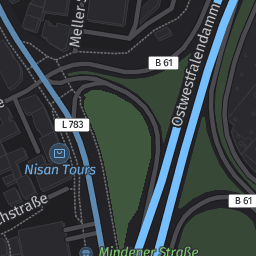 Meller
B 61
Ostwestfalendamm
L 783
Nisan Tours
B 61
hstraße
Mindener Straße